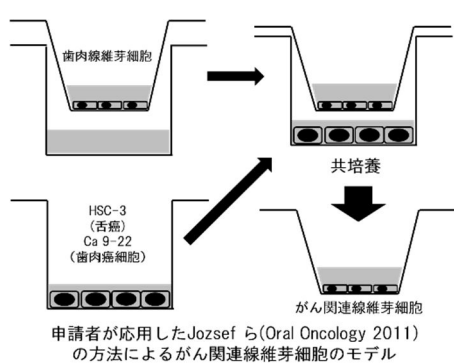 歯肉線維芽細胞
HSC-3
(舌癌)
Ca 9-22
(歯肉癌細胞)
共培養
がん関連線維芽細胞
申請者が応用したJozsef ら(Oral Oncology 2011)
の方法によるがん関連線維芽細胞のモデル